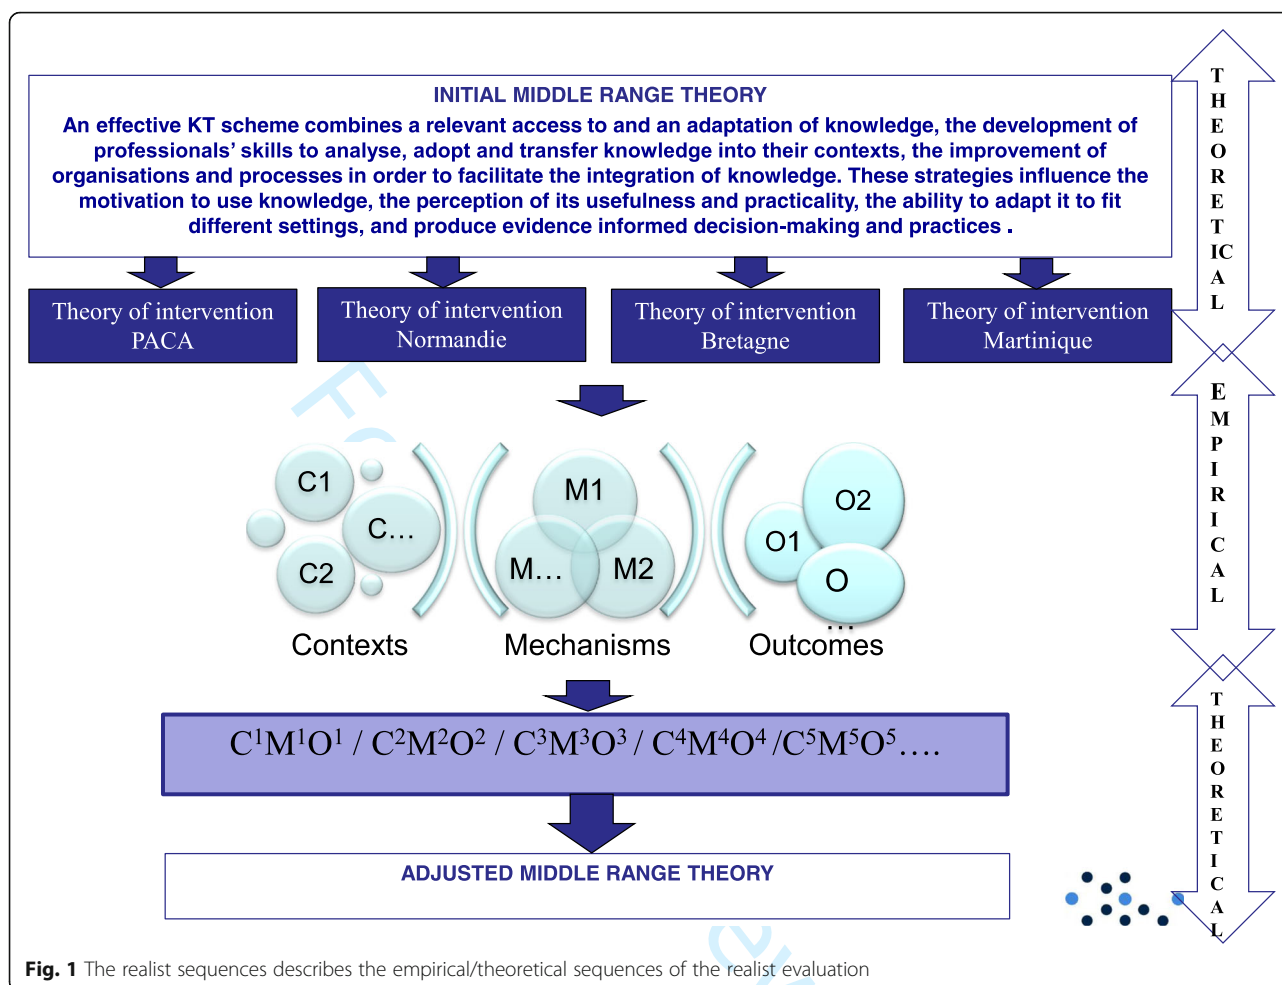 INITIAL MIDDLE RANGE THEORY
An effective KT scheme combines a relevant access to and an adaptation of knowledge, the development of
professionals’ skills to analyse, adopt and transfer knowledge into their contexts, the improvement of
organisations and processes in order to facilitate the integration of knowledge. These strategies influence the
motivation to use knowledge, the perception of its usefulness and practicality, the ability to adapt it to fit
different settings, and produce evidence informed decision-making and practices .
Theory of intervention
PACA
Theory of intervention
Normandie
Theory of intervention
Bretagne
Theory of intervention
Martinique
THEORETICAL
C1
C...
C2
Contexts
M1
M...
M2
Mechanisms
O1
O2
O
...
Outcomes
EMPIRICAL
C¹M¹O¹ / C²M²O² / C³M³O³ / C⁴M⁴O⁴ /C⁵M⁵O⁵….
ADJUSTED MIDDLE RANGE THEORY
THEORETICAL
Fig. 1 The realist sequences describes the empirical/theoretical sequences of the realist evaluation